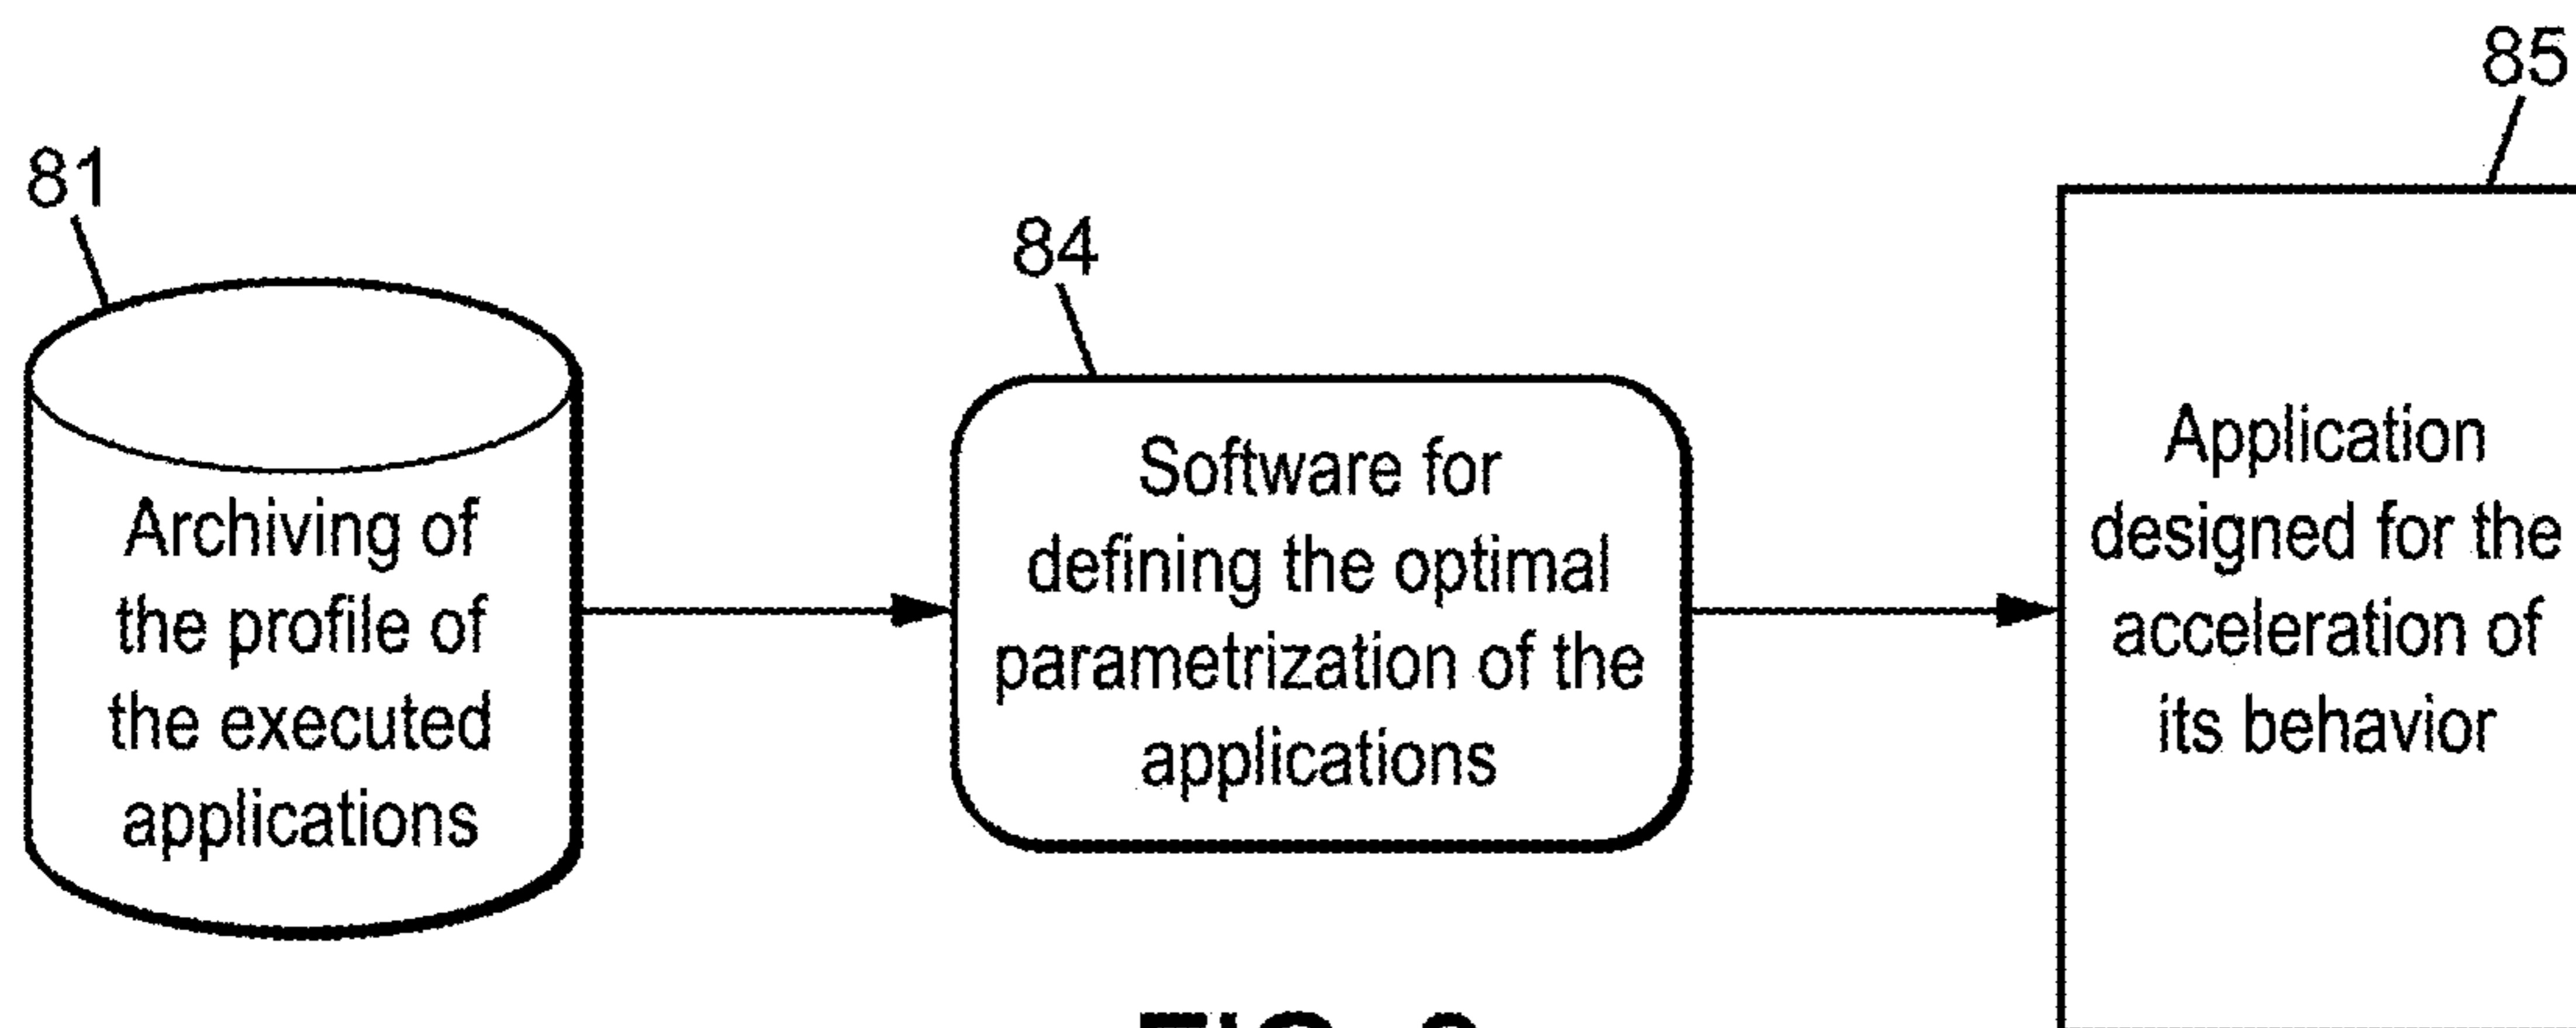 81
Archiving of
the profile of
the executed
applications
84
Software for
defining the optimal
parametrization of the
applications
85
Application
designed for the
acceleration of
its behavior
FIG.